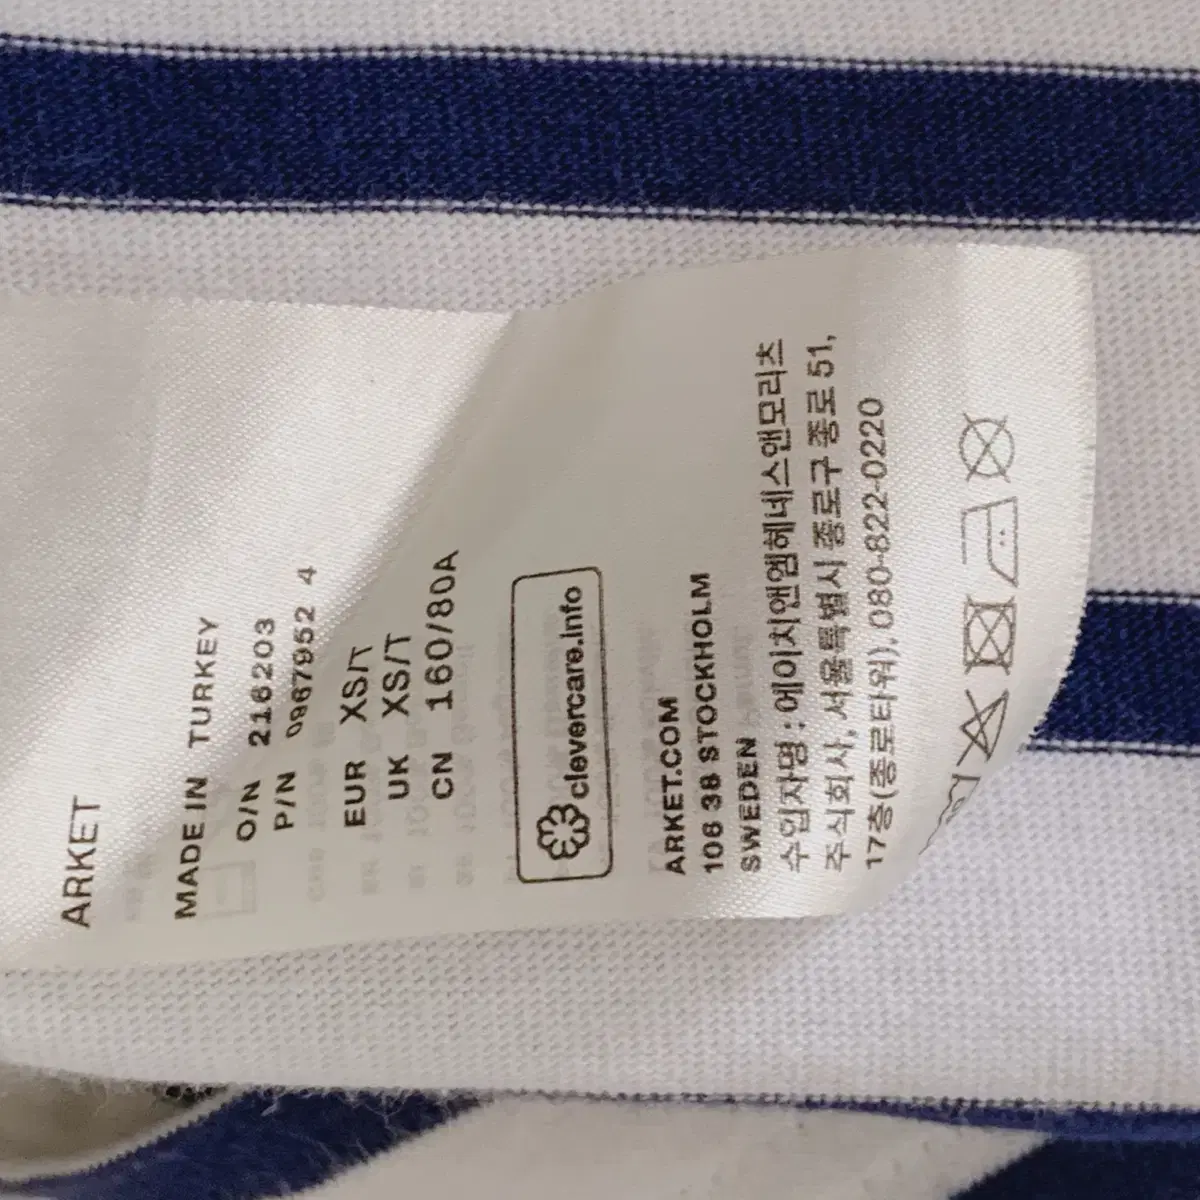 ARKET
MADE IN TURKEY
O/N 216203
P/N 0967952 4
EUR XS/T
UK XS/T
CN 160/80A
clevercare.info
ARKET.COM
106 38 STOCKHOLM
SWEDEN
수입자명 : 에이치앤엠헤네스앤모리츠
주식회사, 서울특별시 종로구 종로 51,
17층(종로타워), 080-822-0220